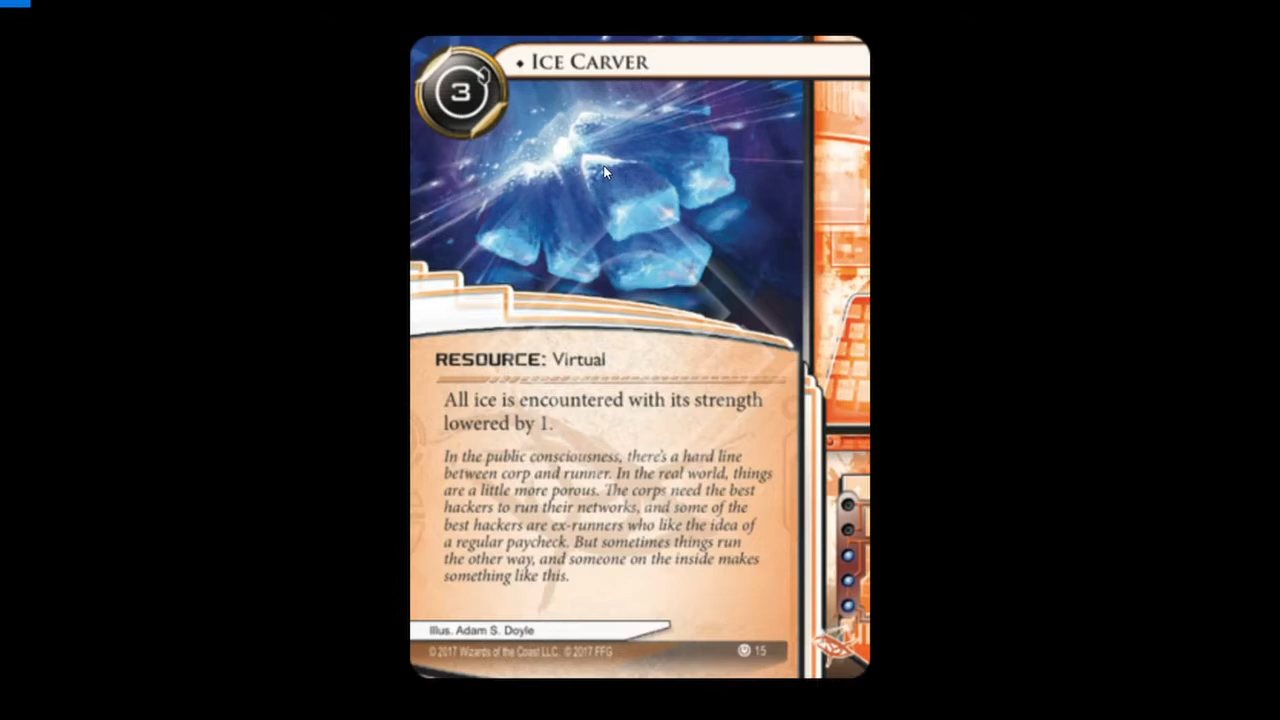 3
♦ ICE CARVER
RESOURCE: Virtual
All ice is encountered with its strength
lowered by 1.
In the public consciousness, there's a hard line
between corp and runner. In the real world, things
are a little more porous. The corps need the best
hackers to run their networks, and some of the
best hackers are ex-runners who like the idea of
a regular paycheck. But sometimes things run
the other way, and someone on the inside makes
something like this.
Illus. Adam S. Doyle
© 2017 Wizards of the Coast LLC. © 2017 FFG
15